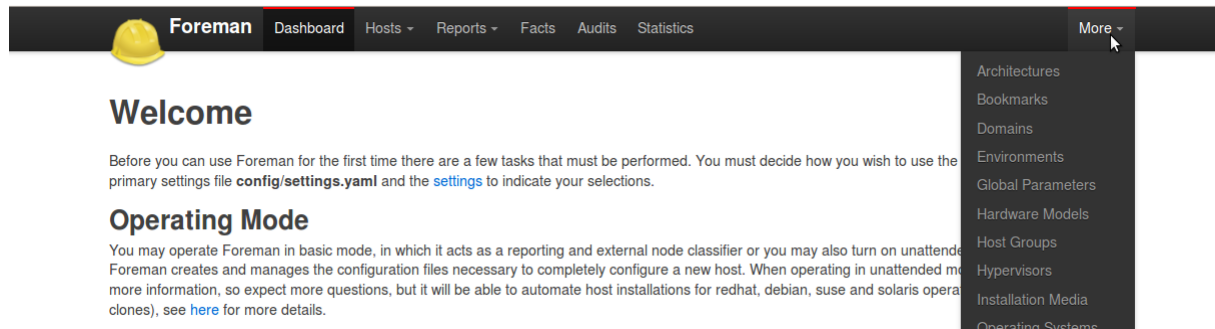 Foreman Dashboard Hosts Reports Facts Audits Statistics More
Architectures
Bookmarks
Domains
Environments
Global Parameters
Hardware Models
Host Groups
Hypervisors
Installation Media
Operating Systems
Welcome
Before you can use Foreman for the first time there are a few tasks that must be performed. You must decide how you wish to use the
primary settings file config/settings.yaml and the settings to indicate your selections.
Operating Mode
You may operate Foreman in basic mode, in which it acts as a reporting and external node classifier or you may also turn on unattende
Foreman creates and manages the configuration files necessary to completely configure a new host. When operating in unattended mo
more information, so expect more questions, but it will be able to automate host installations for redhat, debian, suse and solaris opera
clones), see here for more details.